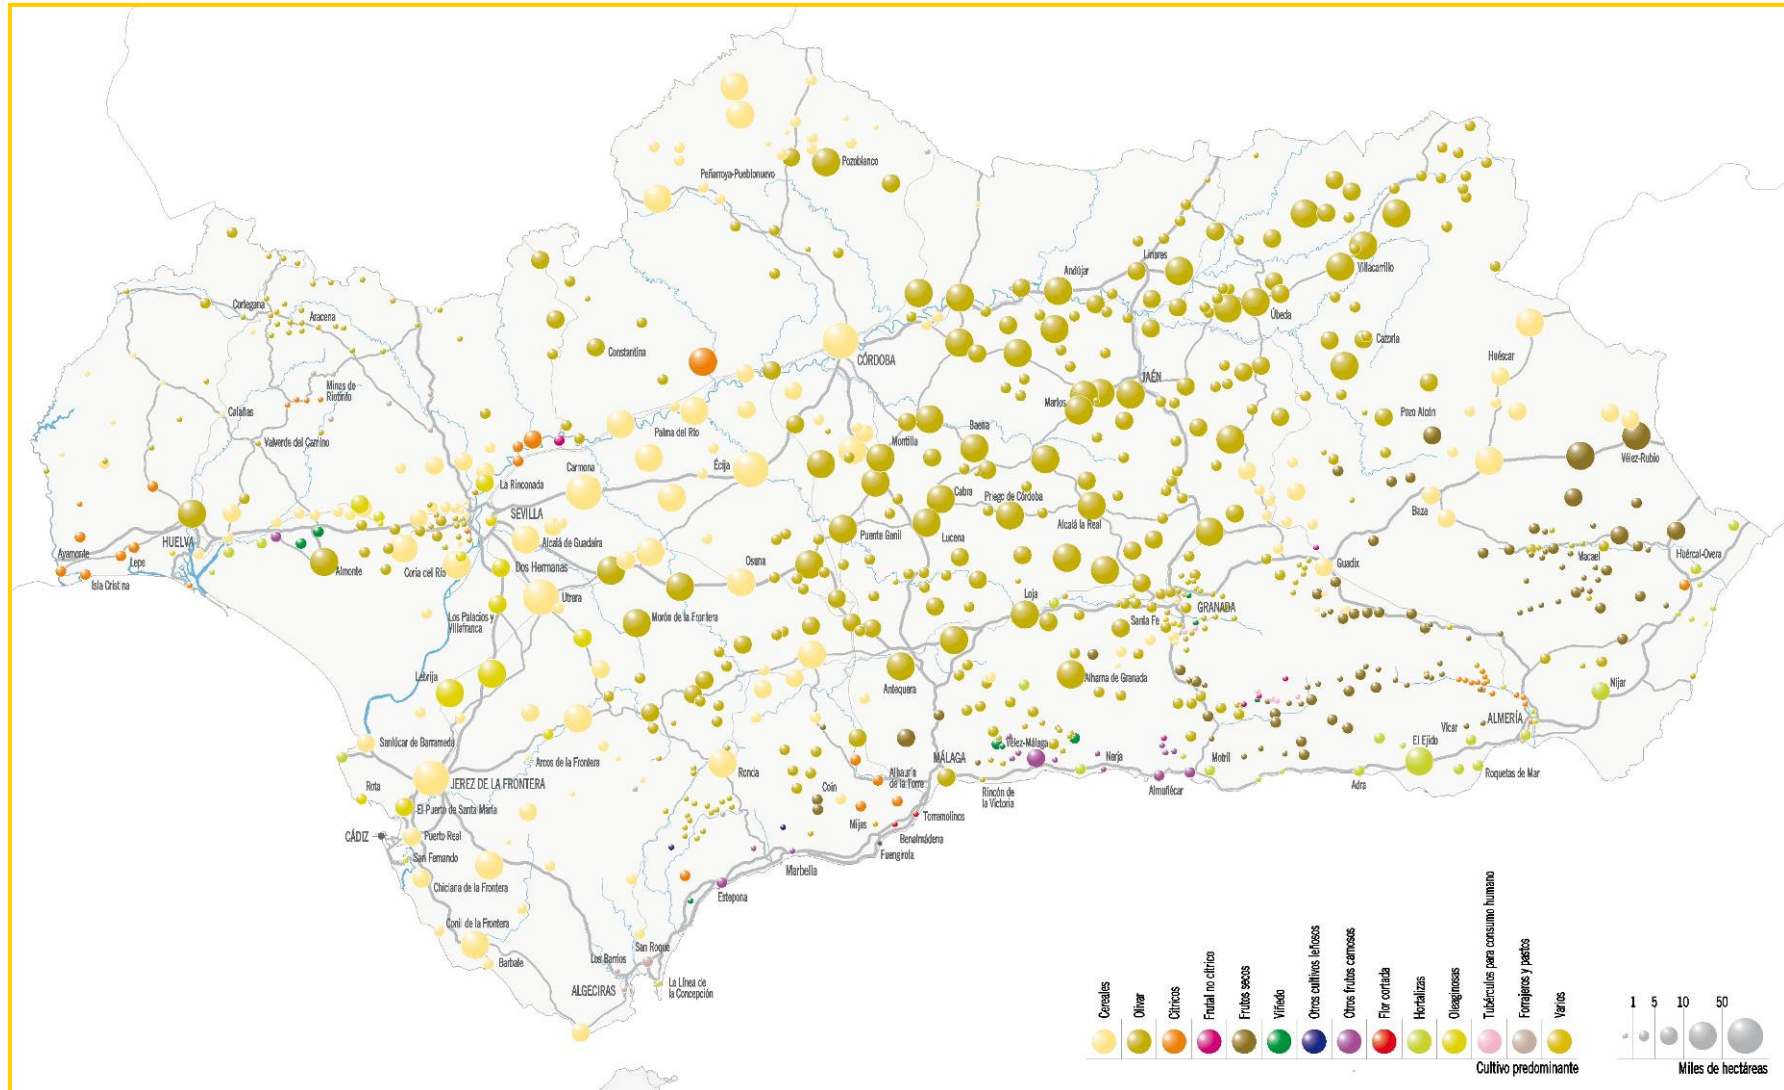 Pozoblanco
Peñarroya-Pueblonuevo
Linares
Andújar
Villacarrillo
Úbeda
Cortegana
Aracena
Constantina
CÓRDOBA
Cazorla
Huéscar
Minas de
Riotinto
JAÉN
Martos
Calañas
Palma del Río
Montilla
Baena
Pozo Alcón
Valverde del Camino
Carmona
Écija
Vélez-Rubio
La Rinconada
Cabra
Priego de Córdoba
SEVILLA
Baza
HUELVA
Alcalá de Guadaíra
Puente Genil
Lucena
Alcalá la Real
Ayamonte
Lepe
Almonte
Coria del Río
Dos Hermanas
Osuna
Macael
Huércal-Overa
Isla Cristina
Utrera
Guadix
Loja
GRANADA
Los Palacios y
Villafranca
Morón de la Frontera
Santa Fe
Lebrija
Antequera
Alhama de Granada
Níjar
ALMERÍA
Sanlúcar de Barrameda
Vícar
El Ejido
Arcos de la Frontera
Ronda
MÁLAGA
Vélez-Málaga
Nerja
Motril
Rota
JEREZ DE LA FRONTERA
Coín
Alhaurín
de la Torre
Rincón de
la Victoria
Almuñécar
Adra
Roquetas de Mar
El Puerto de Santa María
CÁDIZ
Puerto Real
Mijas
Torremolinos
Benalmádena
Fuengirola
San Fernando
Marbella
Chiclana de la Frontera
Estepona
Conil de la Frontera
San Roque
Barbate
Los Barrios
ALGECIRAS
La Línea de
la Concepción
Cereales
Olivar
Cítricos
Frutal no cítrico
Frutos secos
Viñedo
Otros cultivos leñosos
Otros frutos carnosos
Flor cortada
Hortalizas
Oleaginosas
Tubérculos para consumo humano
Forrajeros y pastos
Varios
Cultivo predominante
1 5 10 50
Miles de hectáreas